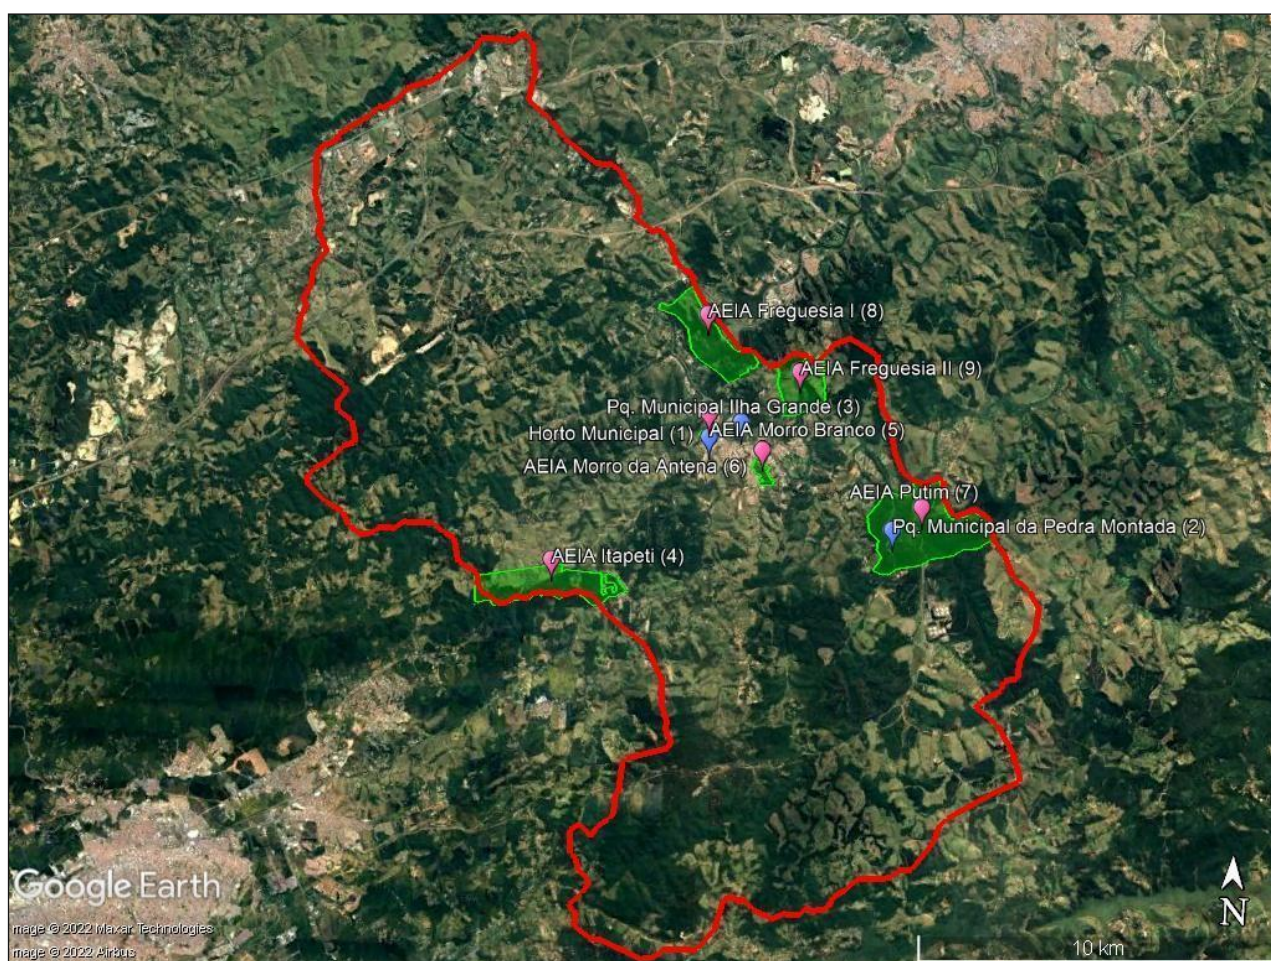 AEIA Freguesia I (8)
AEIA Freguesia II (9)
Pq. Municipal Ilha Grande (3)
Horto Municipal (1)
AEIA Morro Branco (5)
AEIA Morro da Antena (6)
AEIA Putim (7)
Pq. Municipal da Pedra Montada (2)
AEIA Itapeti (4)
Google Earth
mage © 2022 Maxar Technologies
mage © 2022 Airbus
N
10 km